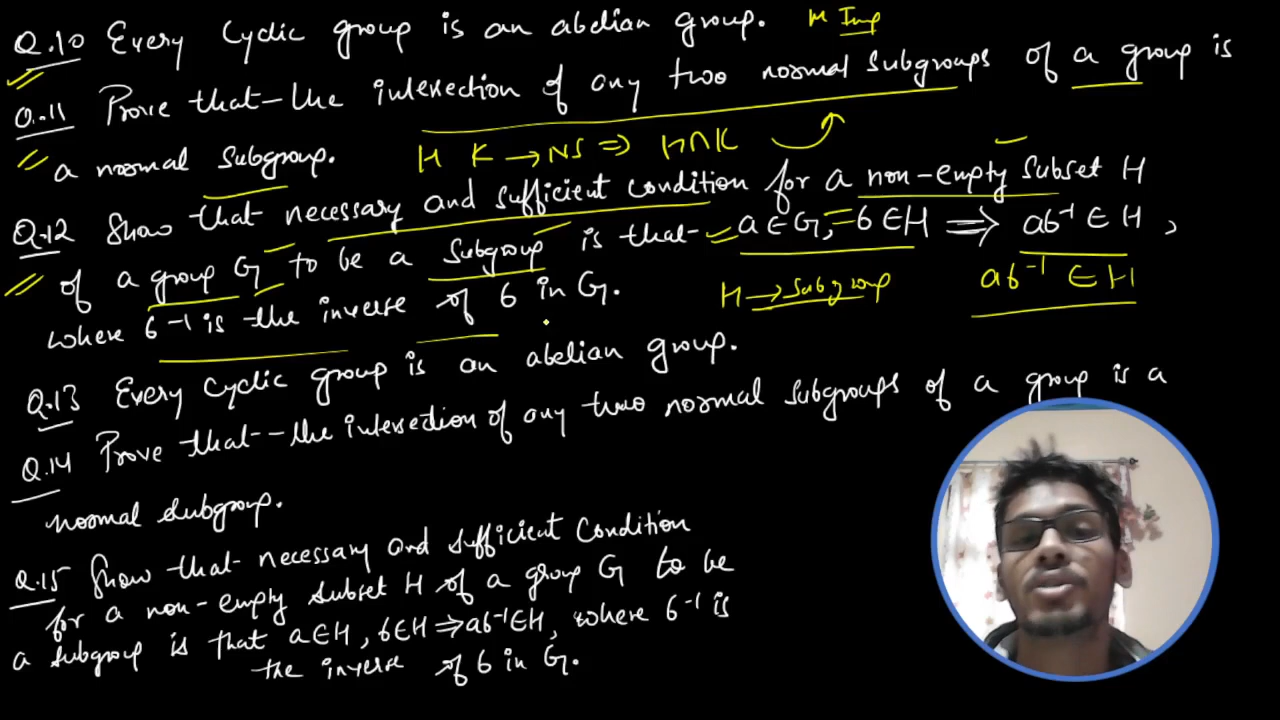 Q.10 Every Cyclic group is an abelian group. M Imp
Q.11 Prove that the intersection of any two normal subgroups of a group is
a normal subgroup. H K → NS ⇒ H∩K
Q.12 Show that necessary and sufficient condition for a non-empty subset H
of a group G to be a subgroup is that a∈G, b∈H ⟹ ab⁻¹ ∈ H,
where b⁻¹ is the inverse of b in G. H → Subgroup ab⁻¹ ∈ H
Q.13 Every cyclic group is an abelian group.
Q.14 Prove that the intersection of any two normal subgroups of a group is a
normal subgroup.
Q.15 Show that necessary and sufficient Condition
for a non-empty subset H of a group G to be
a subgroup is that a∈H, b∈H ⇒ ab⁻¹∈H, where b⁻¹ is
the inverse of b in G.